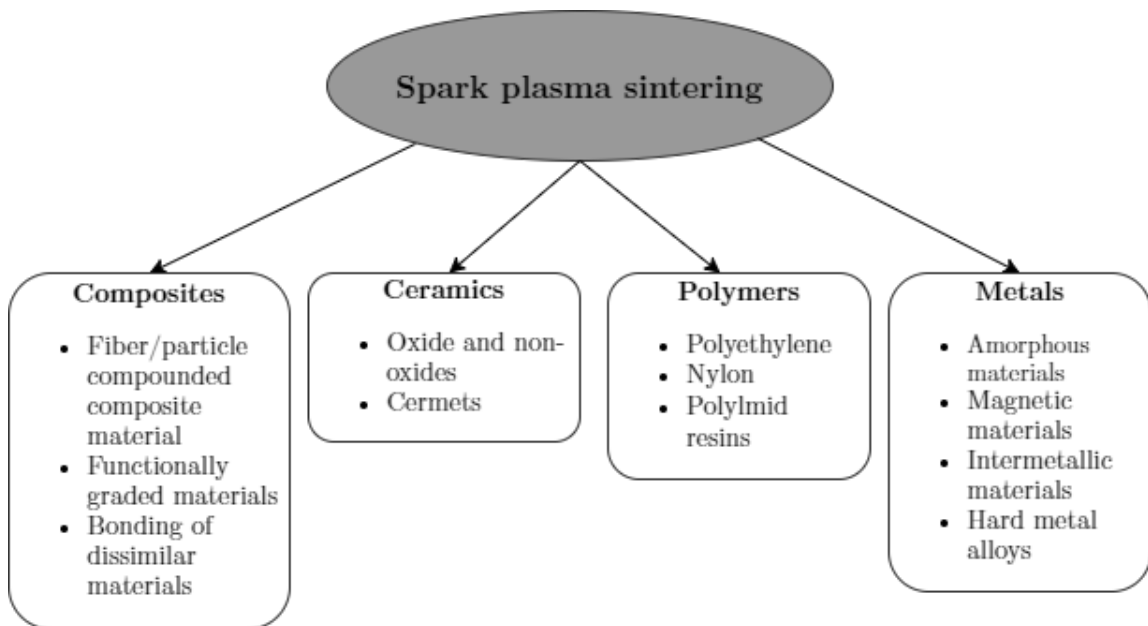 Spark plasma sintering
Composites
• Fiber/particle
compounded
composite
material
• Functionally
graded materials
• Bonding of
dissimilar
materials
Ceramics
• Oxide and non-
oxides
• Cermets
Polymers
• Polyethylene
• Nylon
• Polylmid
resins
Metals
• Amorphous
materials
• Magnetic
materials
• Intermetallic
materials
• Hard metal
alloys